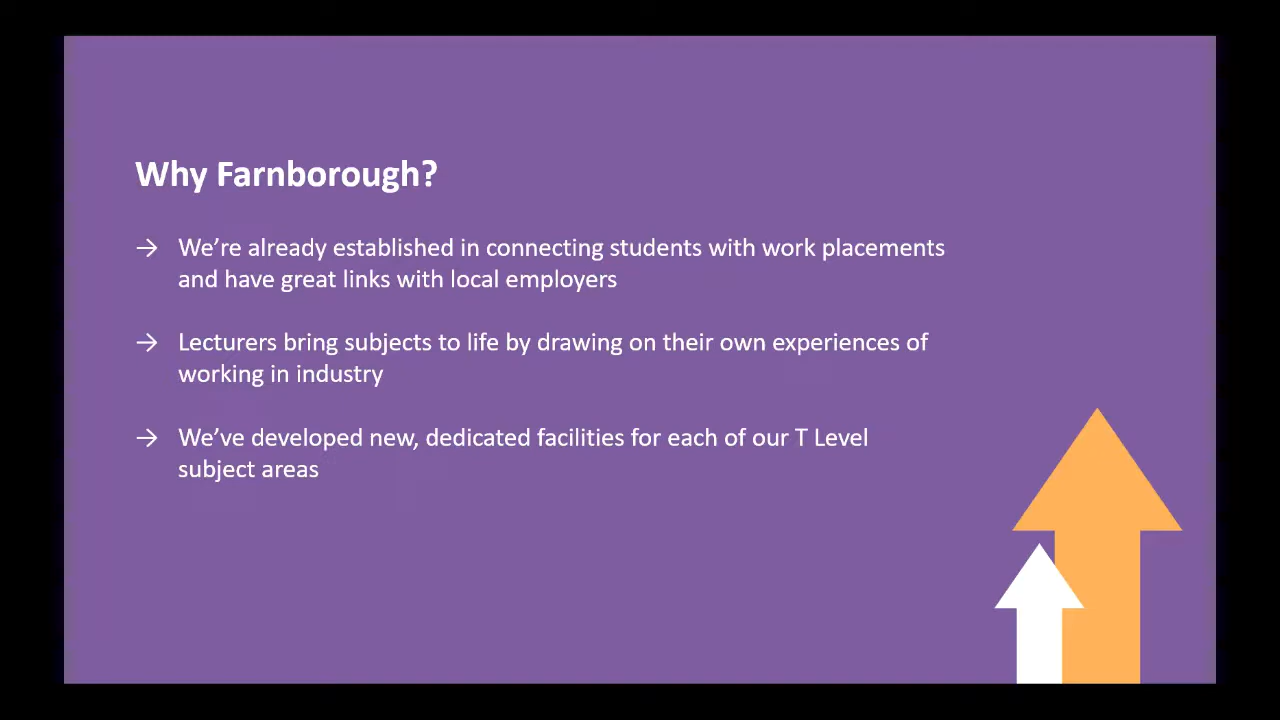 Why Farnborough?
→ We’re already established in connecting students with work placements
and have great links with local employers
→ Lecturers bring subjects to life by drawing on their own experiences of
working in industry
→ We’ve developed new, dedicated facilities for each of our T Level
subject areas